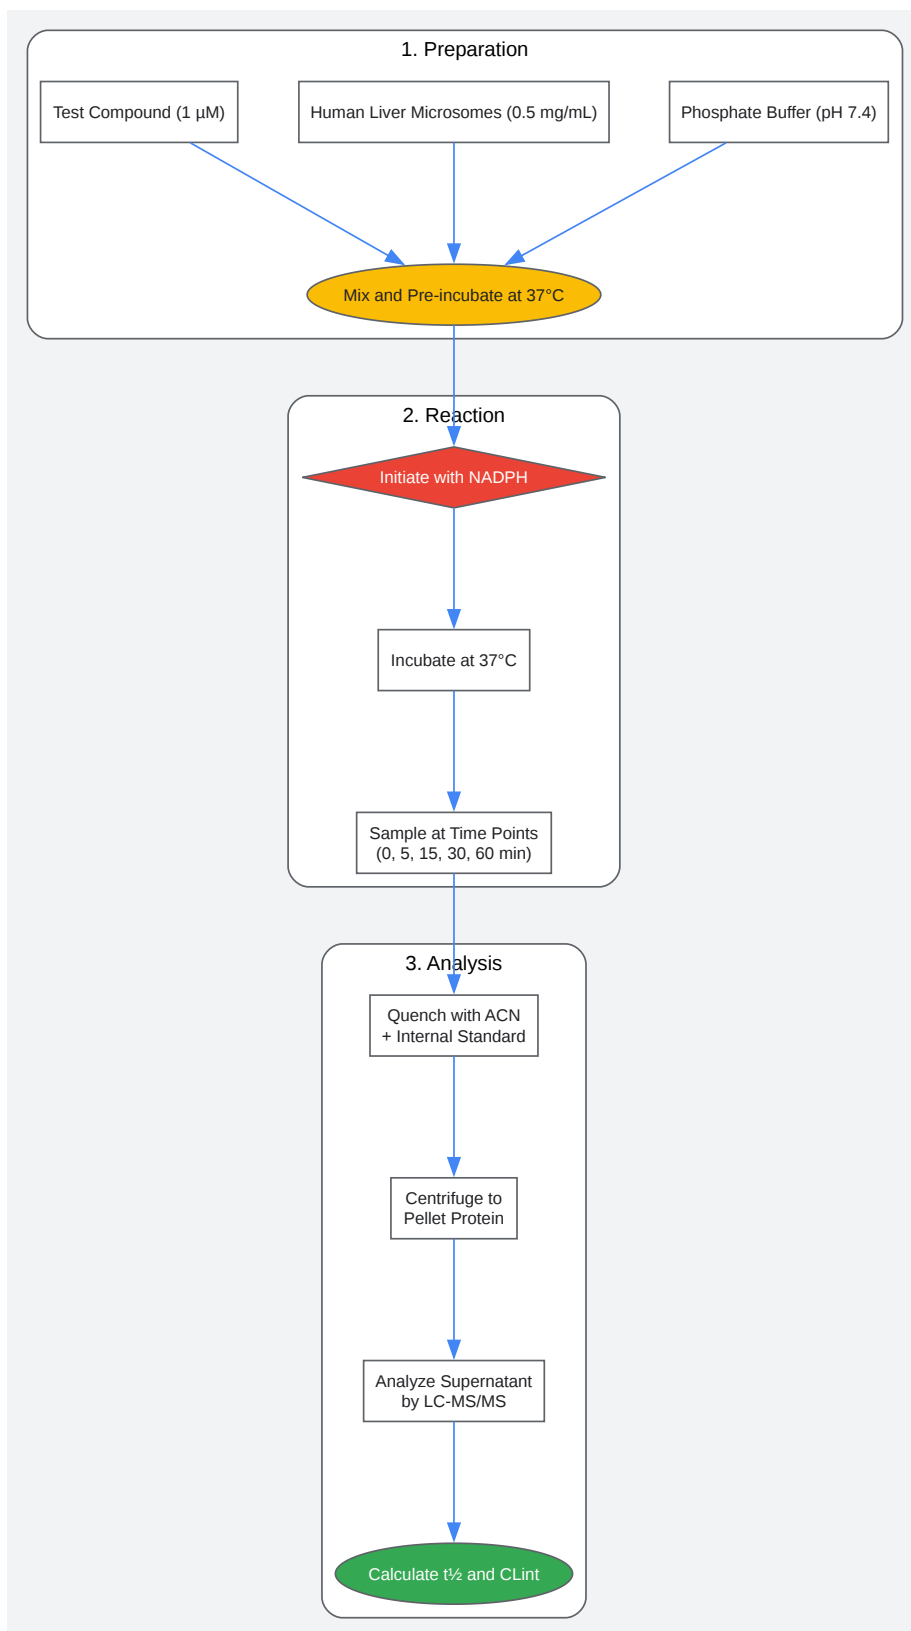 1. Preparation
Test Compound (1 µM)
Human Liver Microsomes (0.5 mg/mL)
Phosphate Buffer (pH 7.4)
Mix and Pre-incubate at 37°C
2. Reaction
Initiate with NADPH
Incubate at 37°C
Sample at Time Points
(0, 5, 15, 30, 60 min)
3. Analysis
Quench with ACN
+ Internal Standard
Centrifuge to
Pellet Protein
Analyze Supernatant
by LC-MS/MS
Calculate t½ and CLint